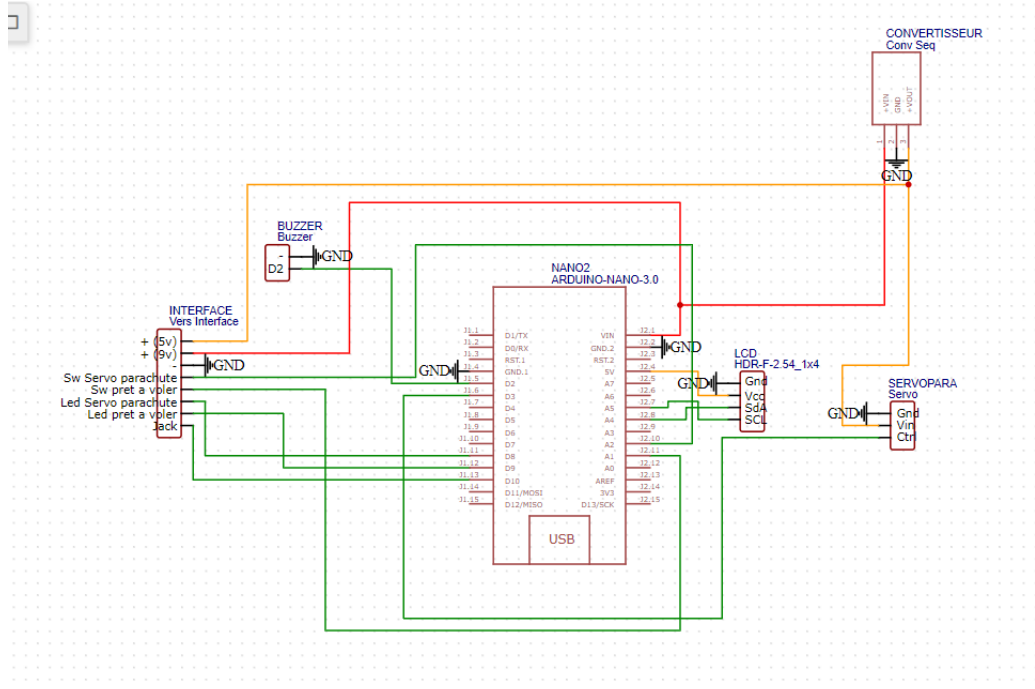 CONVERTISSEUR
Conv Seq
+VIN
GND
+VOUT
1
2
3
GND
BUZZER
Buzzer
-
D2
GND
NANO2
ARDUINO-NANO-3.0
INTERFACE
Vers Interface
+ (5v)
+ (9v)
-
Sw Servo parachute
Sw pret a voler
Led Servo parachute
Led pret a voler
Jack
GND
GND
J1.1
J1.2
J1.3
J1.4
J1.5
J1.6
J1.7
J1.8
J1.9
J1.10
J1.11
J1.12
J1.13
J1.14
J1.15
D1/TX
D0/RX
RST.1
GND.1
D2
D3
D4
D5
D6
D7
D8
D9
D10
D11/MOSI
D12/MISO
VIN
GND.2
RST.2
5V
A7
A6
A5
A4
A3
A2
A1
A0
AREF
3V3
D13/SCK
J2.1
J2.2
J2.3
J2.4
J2.5
J2.6
J2.7
J2.8
J2.9
J2.10
J2.11
J2.12
J2.13
J2.14
J2.15
USB
GND
LCD
HDR-F-2.54_1x4
GND
Gnd
Vcc
SdA
SCL
SERVOPARA
Servo
GND
Gnd
Vin
Ctrl